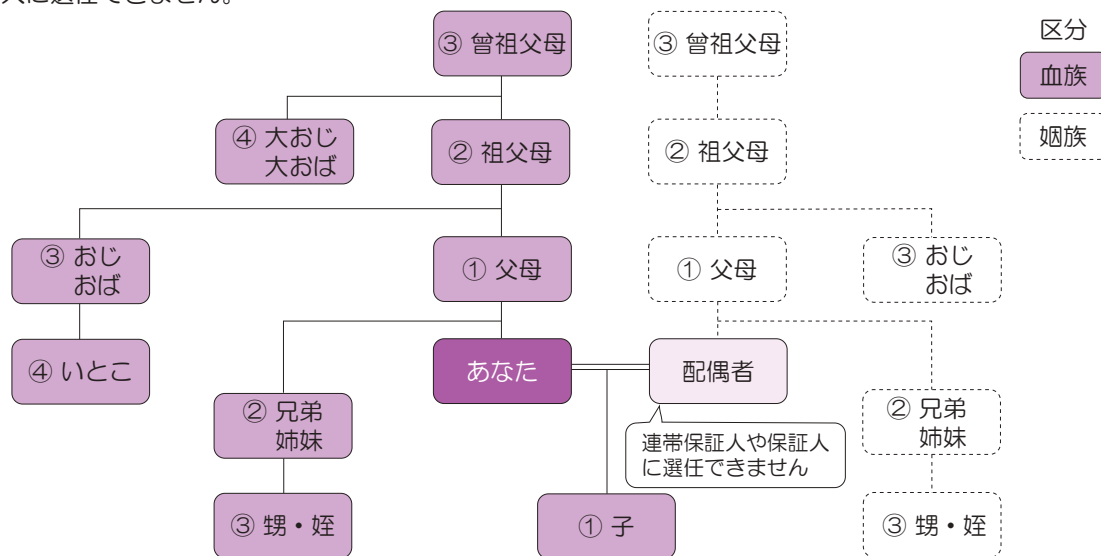 人に選任できません。
③ 曾祖父母
③ 曾祖父母
区分
血族
姻族
④ 大おじ
大おば
② 祖父母
② 祖父母
③ おじ
おば
① 父母
① 父母
③ おじ
おば
④ いとこ
あなた
配偶者
② 兄弟
姉妹
連帯保証人や保証人
に選任できません
② 兄弟
姉妹
③ 甥・姪
① 子
③ 甥・姪